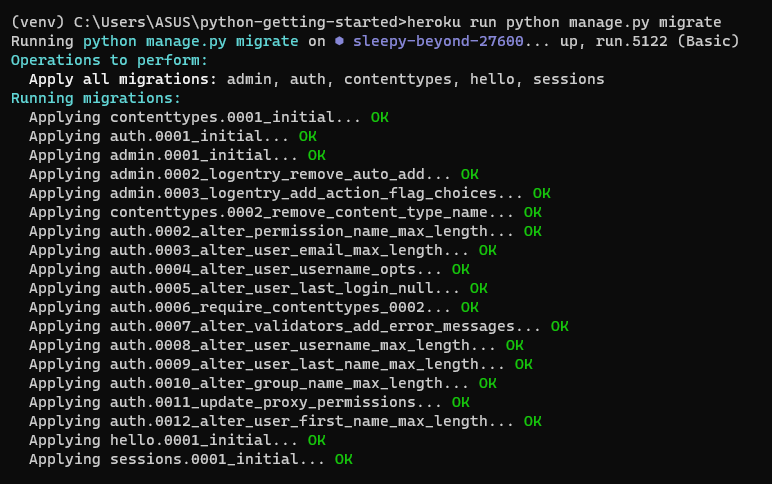 (venv) C:\Users\ASUS\python-getting-started>heroku run python manage.py migrate
Running python manage.py migrate on ⬢ sleepy-beyond-27600... up, run.5122 (Basic)
Operations to perform:
  Apply all migrations: admin, auth, contenttypes, hello, sessions
Running migrations:
  Applying contenttypes.0001_initial... OK
  Applying auth.0001_initial... OK
  Applying admin.0001_initial... OK
  Applying admin.0002_logentry_remove_auto_add... OK
  Applying admin.0003_logentry_add_action_flag_choices... OK
  Applying contenttypes.0002_remove_content_type_name... OK
  Applying auth.0002_alter_permission_name_max_length... OK
  Applying auth.0003_alter_user_email_max_length... OK
  Applying auth.0004_alter_user_username_opts... OK
  Applying auth.0005_alter_user_last_login_null... OK
  Applying auth.0006_require_contenttypes_0002... OK
  Applying auth.0007_alter_validators_add_error_messages... OK
  Applying auth.0008_alter_user_username_max_length... OK
  Applying auth.0009_alter_user_last_name_max_length... OK
  Applying auth.0010_alter_group_name_max_length... OK
  Applying auth.0011_update_proxy_permissions... OK
  Applying auth.0012_alter_user_first_name_max_length... OK
  Applying hello.0001_initial... OK
  Applying sessions.0001_initial... OK